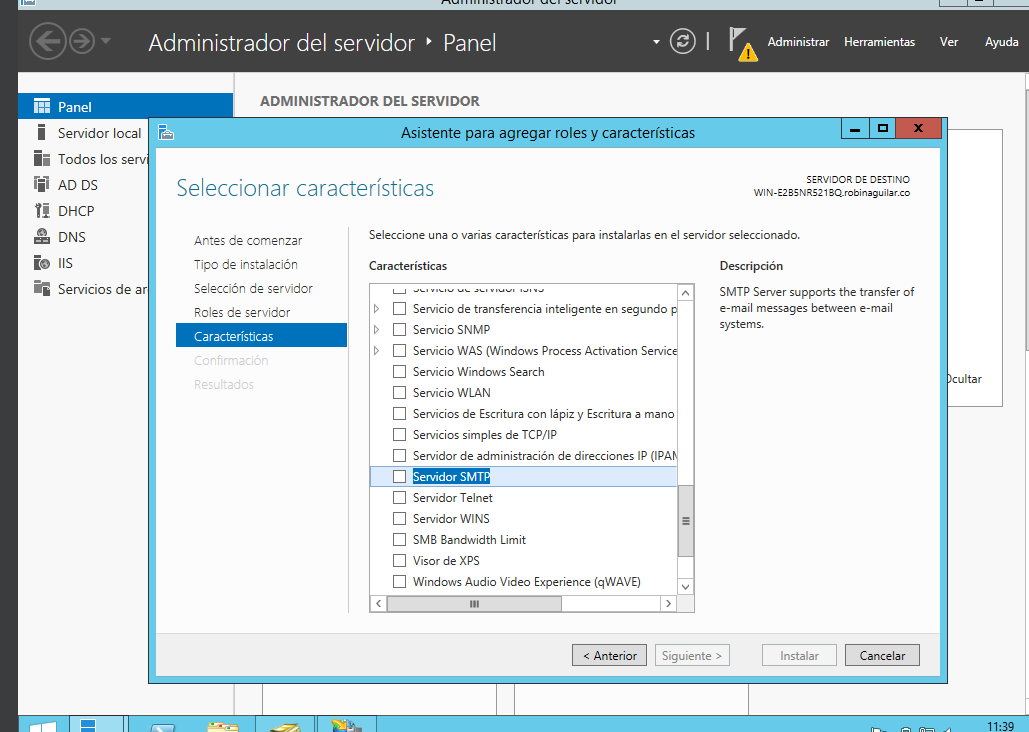 Administrador del servidor
Administrador del servidor
Panel
Administrar
Herramientas
Ver
Ayuda
Panel
Servidor local
Todos los servi
AD DS
DHCP
DNS
IIS
Servicios de ar
ADMINISTRADOR DEL SERVIDOR
Asistente para agregar roles y características
Seleccionar características
SERVIDOR DE DESTINO
WIN-E2B5NR521BQ.robinaguilar.co
Antes de comenzar
Tipo de instalación
Selección de servidor
Roles de servidor
Características
Confirmación
Resultados
Seleccione una o varias características para instalarlas en el servidor seleccionado.
Características
Servicio de servidor iSNS
Servicio de transferencia inteligente en segundo p
Servicio SNMP
Servicio WAS (Windows Process Activation Service
Servicio Windows Search
Servicio WLAN
Servicios de Escritura con lápiz y Escritura a mano
Servicios simples de TCP/IP
Servidor de administración de direcciones IP (IPAM
Servidor SMTP
Servidor Telnet
Servidor WINS
SMB Bandwidth Limit
Visor de XPS
Windows Audio Video Experience (qWAVE)
Descripción
SMTP Server supports the transfer of
e-mail messages between e-mail
systems.
Ocultar
< Anterior
Siguiente >
Instalar
Cancelar
11:39